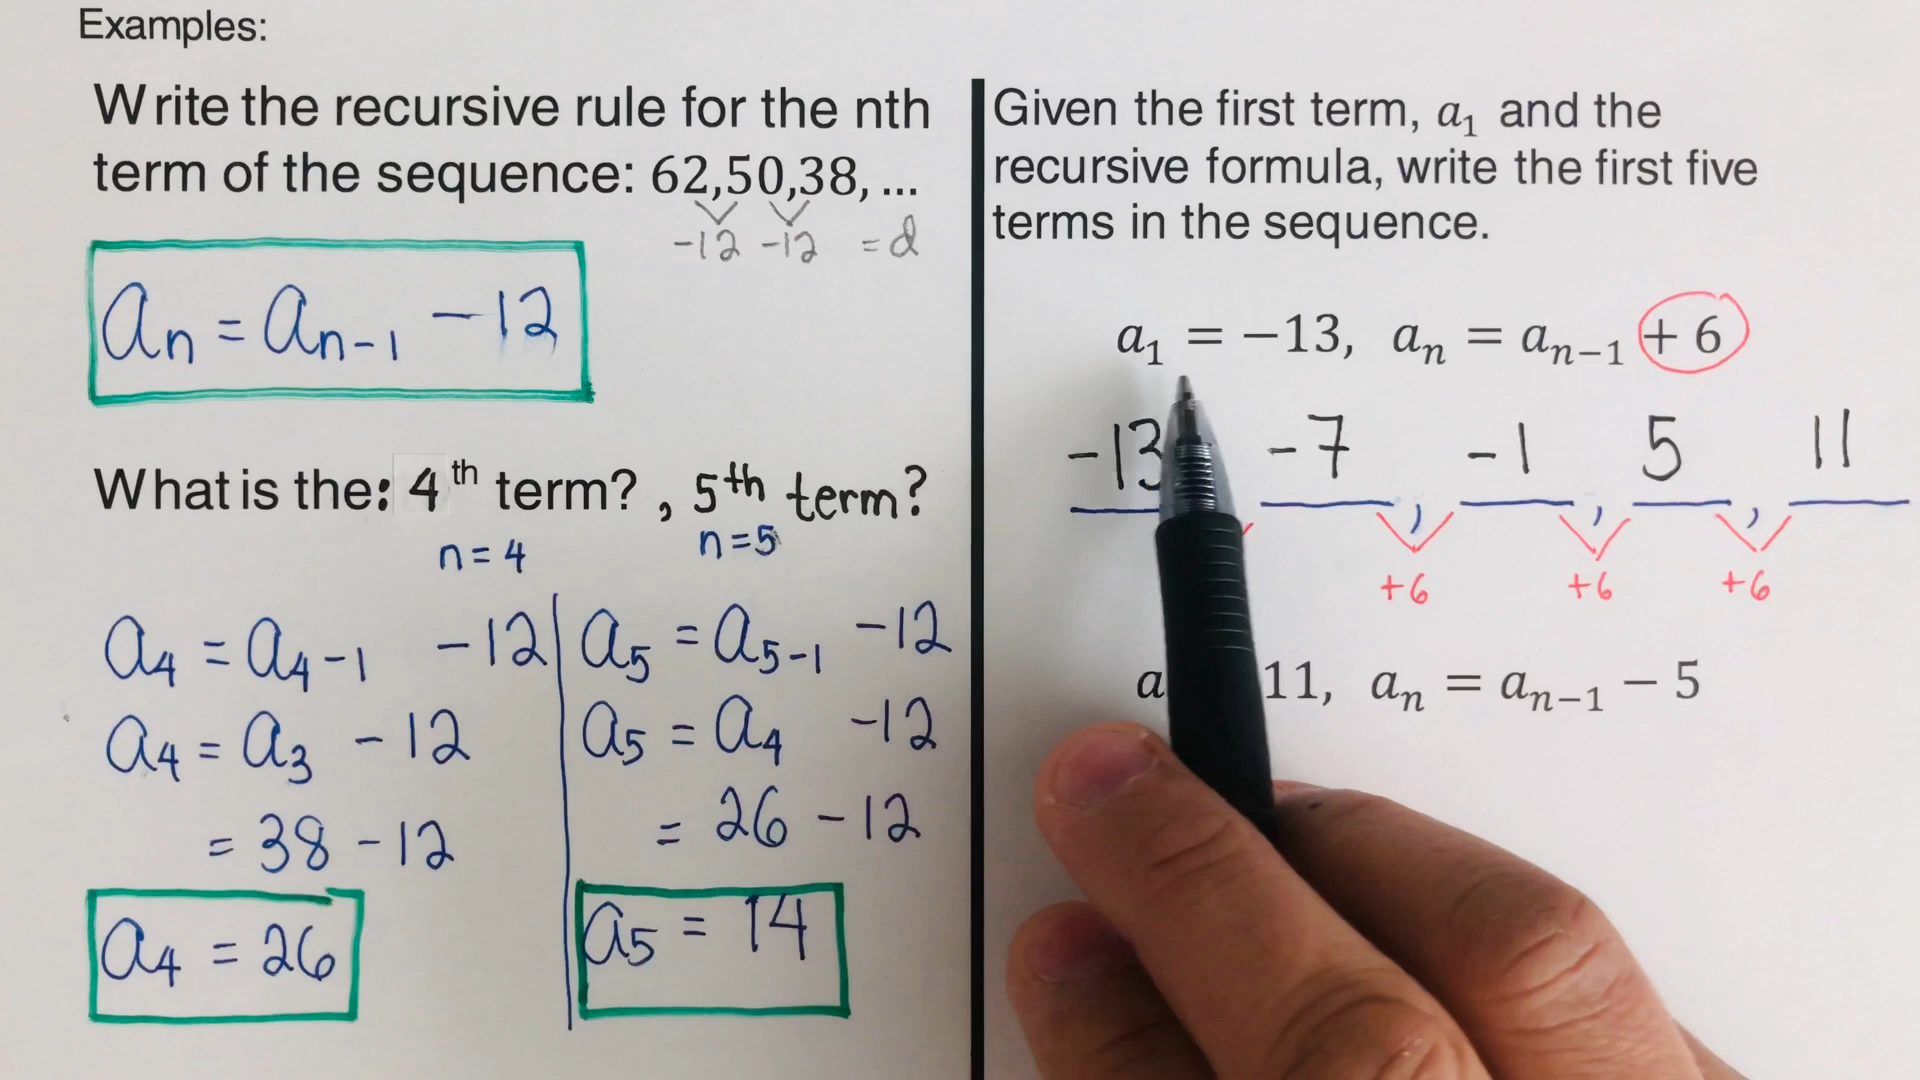 Examples:
Write the recursive rule for the nth
term of the sequence: 62,50,38, ...
-12 -12 = d
aₙ = aₙ₋₁ -12
What is the: 4th term? , 5th term?
n = 4 n = 5
a₄ = a₄₋₁ -12
a₄ = a₃ -12
= 38 -12
a₄ = 26
a₅ = a₅₋₁ -12
a₅ = a₄ -12
= 26 -12
a₅ = 14
Given the first term, a₁ and the
recursive formula, write the first five
terms in the sequence.
a₁ = −13, aₙ = aₙ₋₁ + 6
-13 -7 , -1 , 5 , 11
+6 +6 +6
a 11, aₙ = aₙ₋₁ − 5